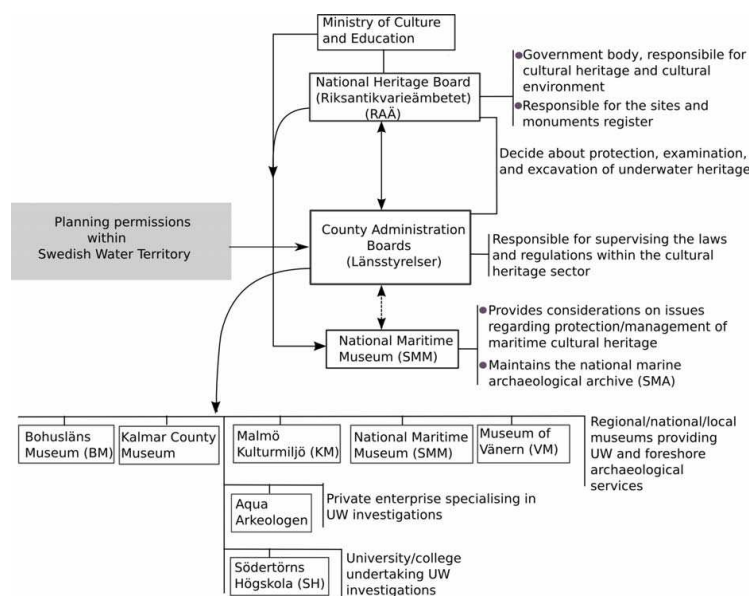 Ministry of Culture
and Education
National Heritage Board
(Riksantikvarieämbetet)
(RAÄ)
Government body, responsibile for
cultural heritage and cultural
environment
Responsible for the sites and
monuments register
Decide about protection, examination,
and excavation of underwater heritage
Planning permissions
within
Swedish Water Territory
County Administration
Boards
(Länsstyrelser)
Responsible for supervising the laws
and regulations within the cultural
heritage sector
National Maritime
Museum (SMM)
Provides considerations on issues
regarding protection/management of
maritime cultural heritage
Maintains the national marine
archaeological archive (SMA)
Bohusläns
Museum (BM)
Kalmar County
Museum
Malmö
Kulturmiljö (KM)
National Maritime
Museum (SMM)
Museum of
Vänern (VM)
Regional/national/local
museums providing
UW and foreshore
archaeological
services
Aqua
Arkeologen
Private enterprise specialising in
UW investigations
Södertörns
Högskola (SH)
University/college
undertaking UW
investigations